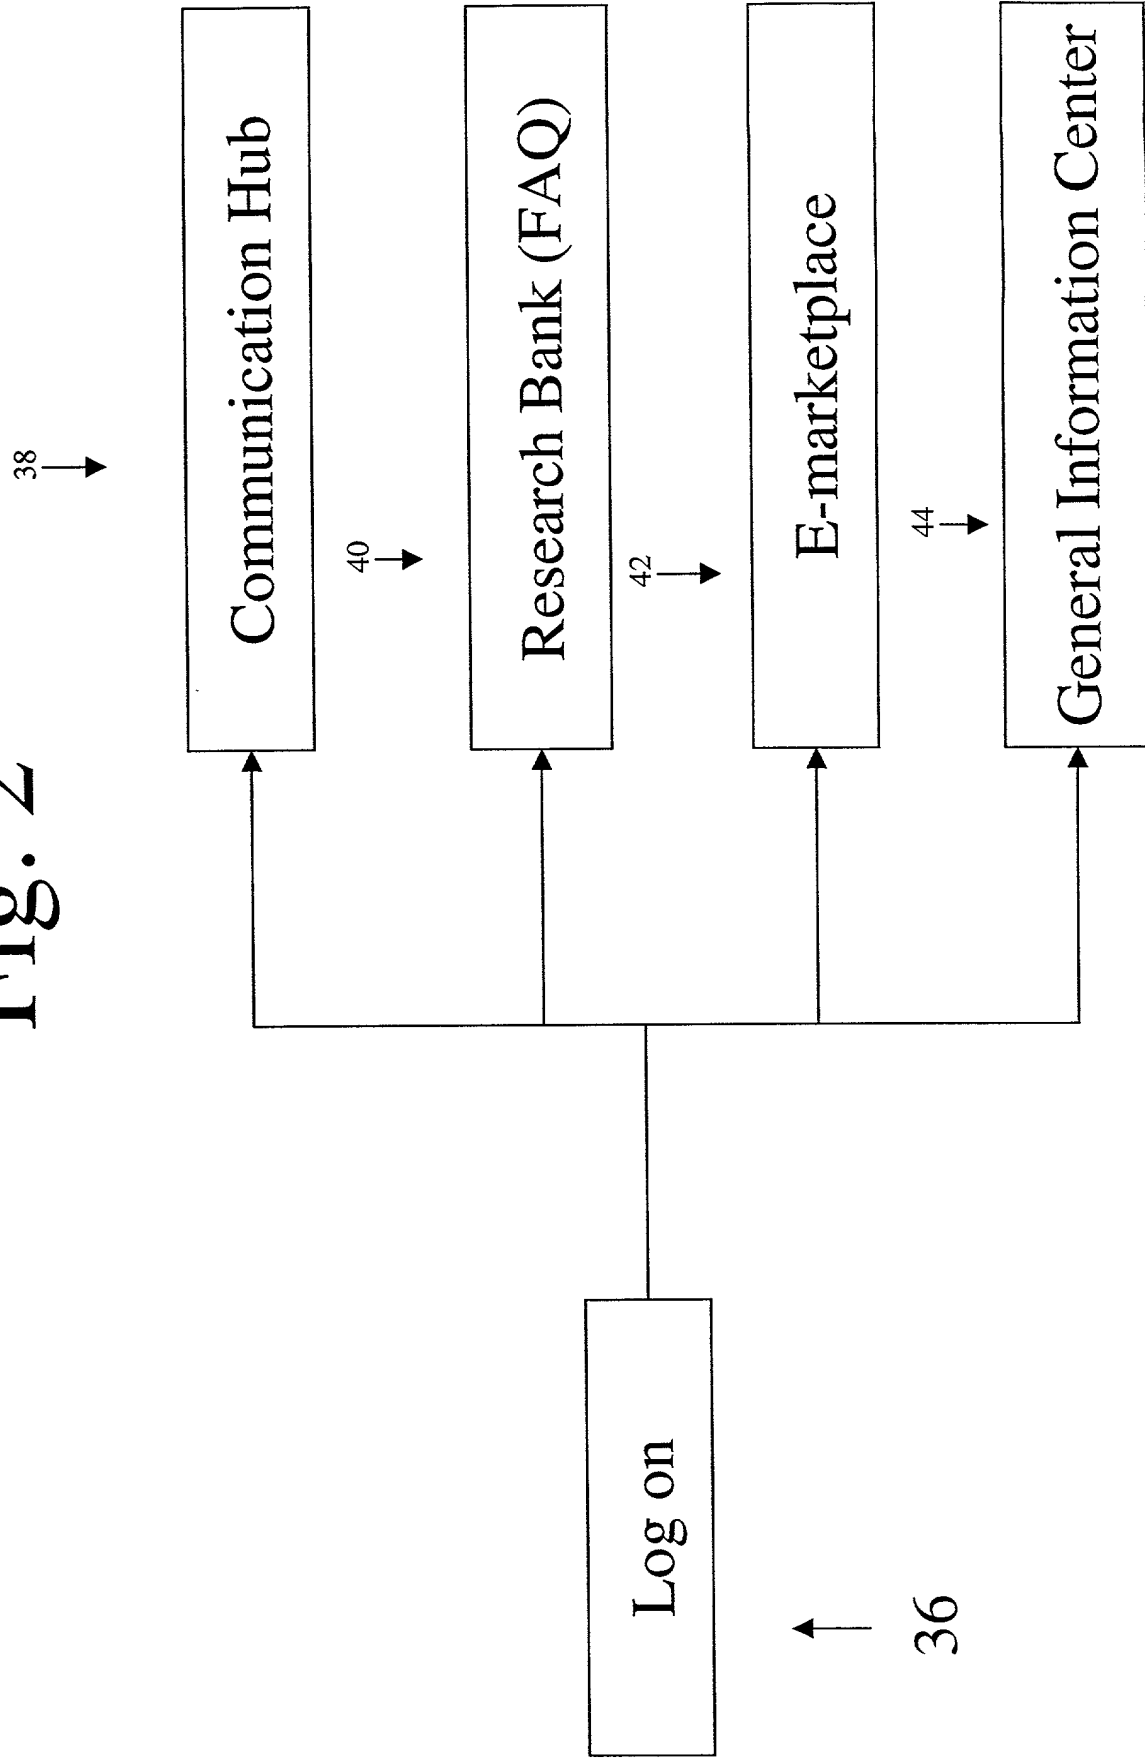 Fig. 2
38
Communication Hub
40
Research Bank (FAQ)
42
E-marketplace
44
General Information Center
Log on
36